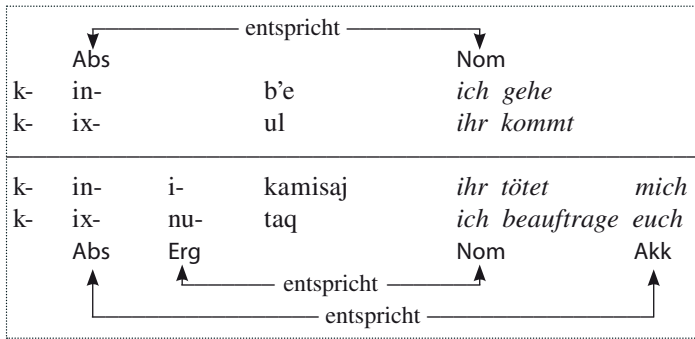 entspricht
Abs Nom
k- in- b’e ich gehe
k- ix- ul ihr kommt
k- in- i- kamisaj ihr tötet mich
k- ix- nu- taq ich beauftrage euch
Abs Erg Nom Akk
entspricht
entspricht